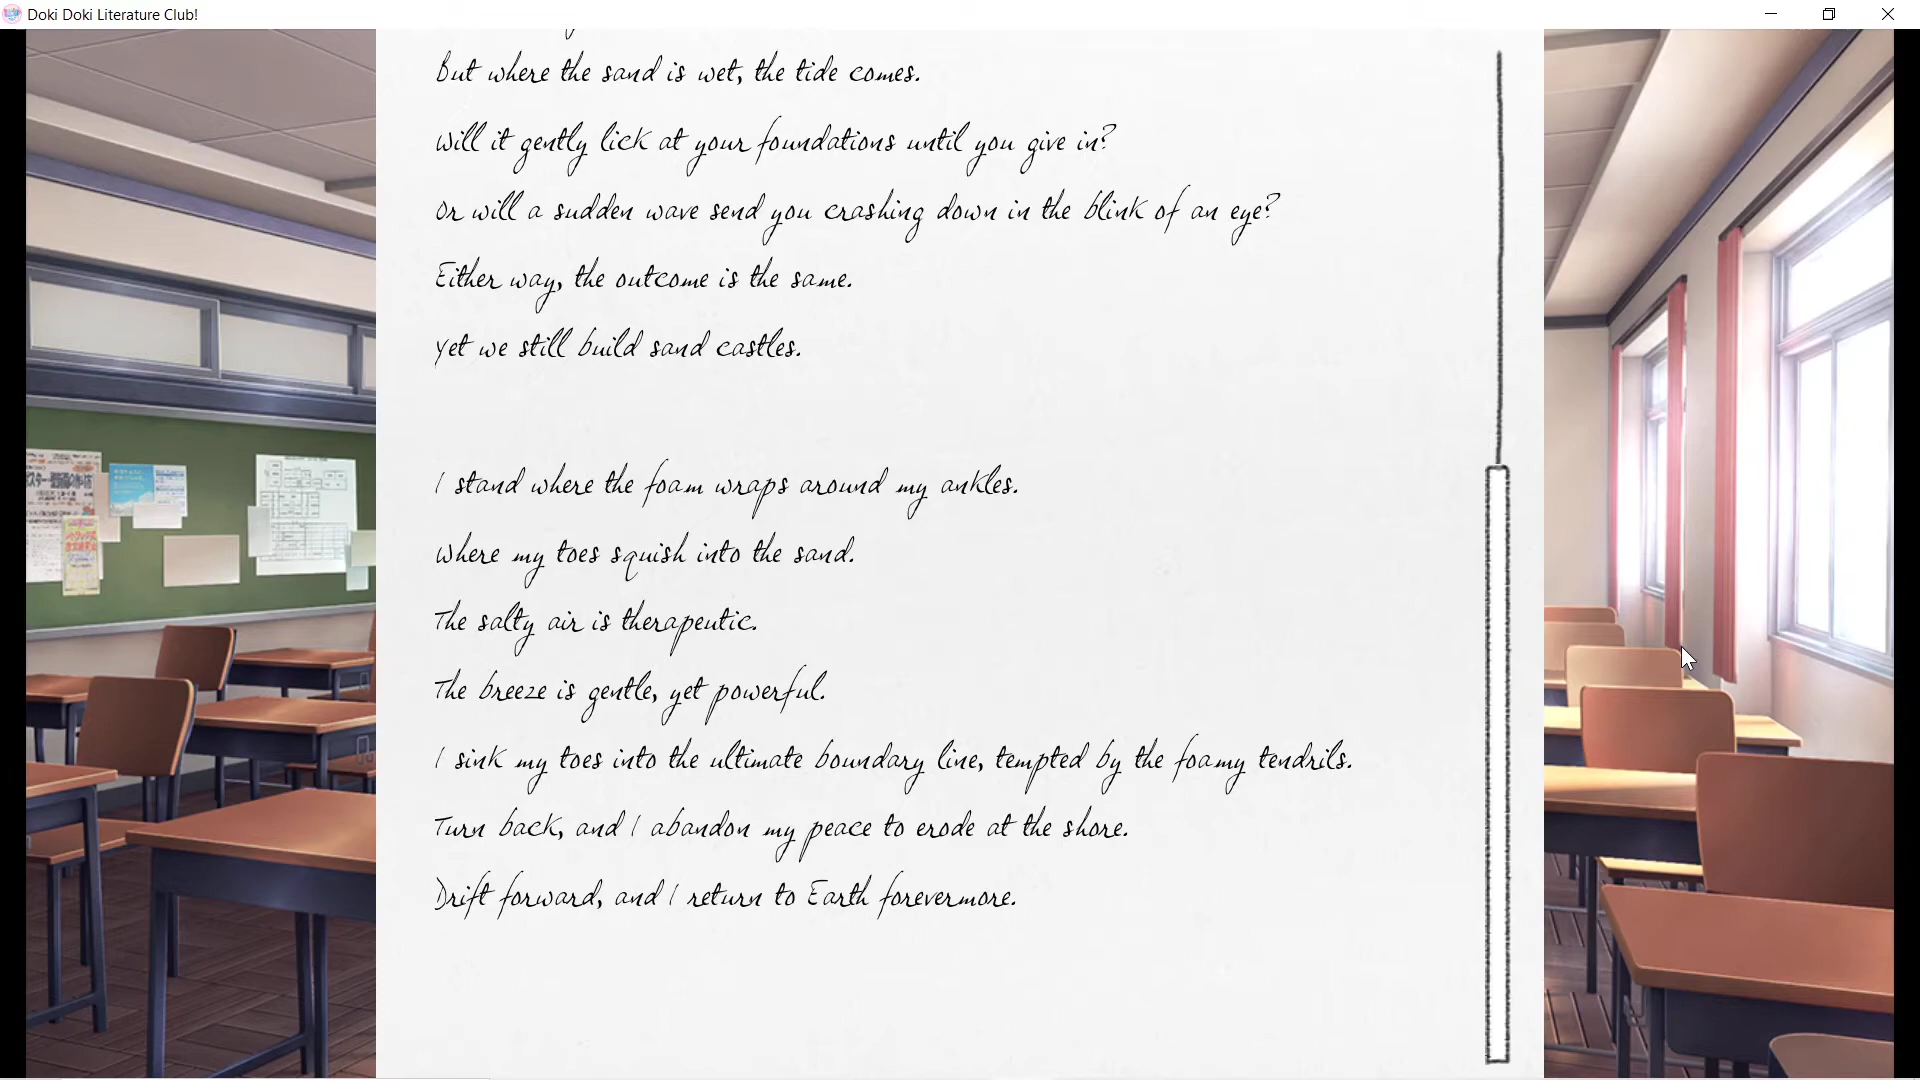 Doki Doki Literature Club!
But where the sand is wet, the tide comes.
Will it gently lick at your foundations until you give in?
Or will a sudden wave send you crashing down in the blink of an eye?
Either way, the outcome is the same.
Yet we still build sand castles.
I stand where the foam wraps around my ankles.
Where my toes squish into the sand.
The salty air is therapeutic.
The breeze is gentle, yet powerful.
I sink my toes into the ultimate boundary line, tempted by the foamy tendrils.
Turn back, and I abandon my peace to erode at the shore.
Drift forward, and I return to Earth forevermore.